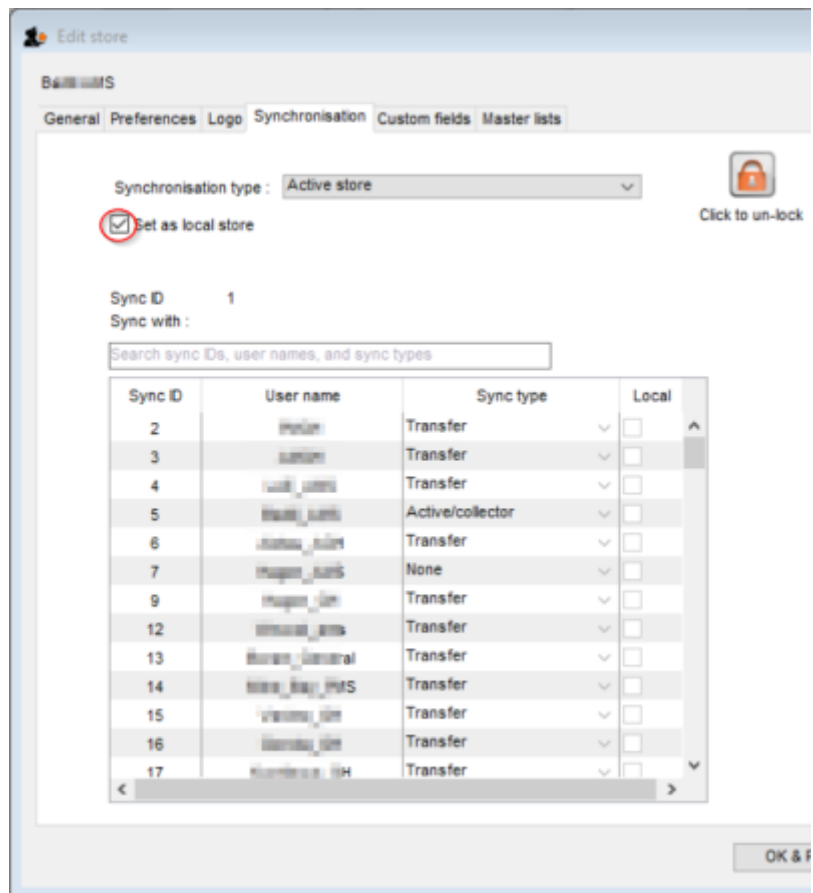 Edit store
General Preferences Logo Synchronisation Custom fields Master lists
Synchronisation type : Active store
Click to un-lock
Set as local store
Sync ID 1
Sync with :
Search sync IDs, user names, and sync types
Sync ID User name Sync type Local
2 Transfer
3 Transfer
4 Transfer
5 Active/collector
6 Transfer
7 None
9 Transfer
12 Transfer
13 Transfer
14 Transfer
15 Transfer
16 Transfer
17 Transfer
OK &